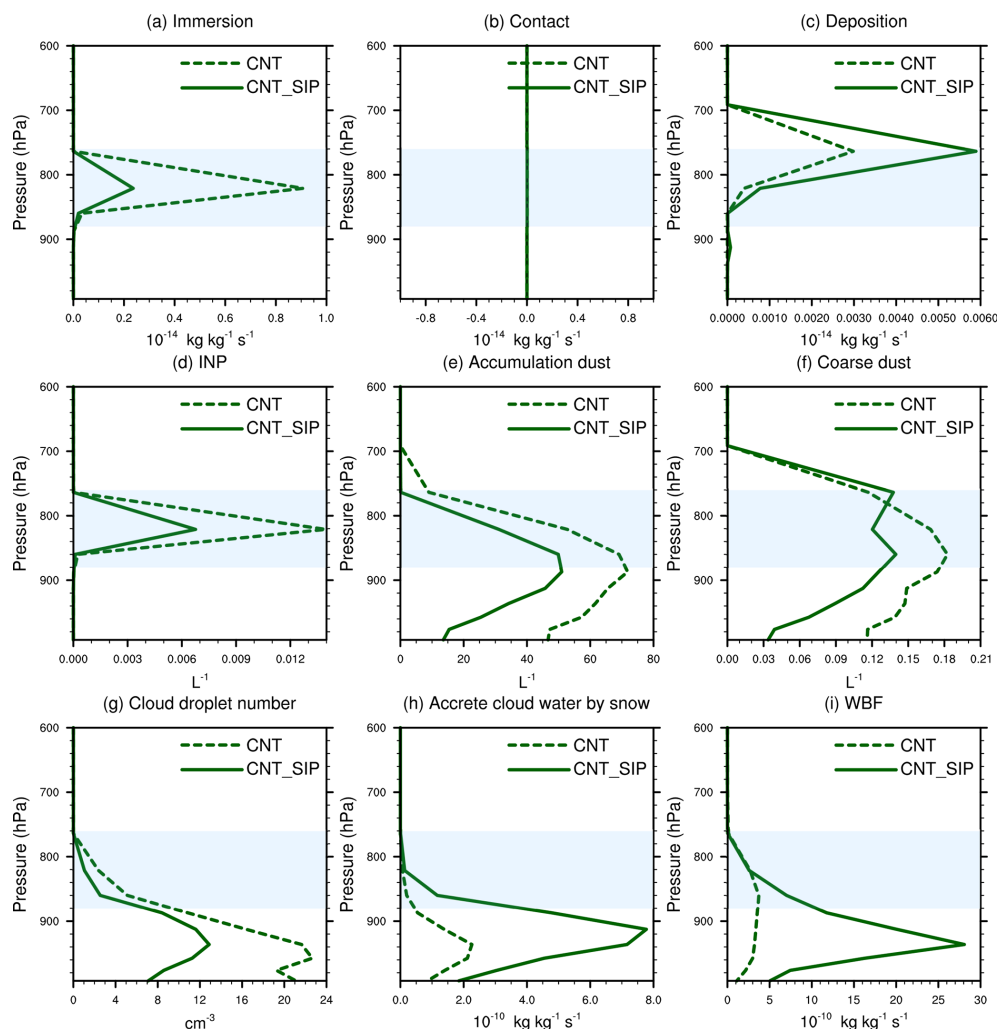 (a) Immersion
(b) Contact
(c) Deposition
600
700
800
900
Pressure (hPa)
CNT
CNT_SIP
0.0 0.2 0.4 0.6 0.8 1.0
10⁻¹⁴ kg kg⁻¹ s⁻¹
600
700
800
900
Pressure (hPa)
CNT
CNT_SIP
-0.8 -0.4 0.0 0.4 0.8
10⁻¹⁴ kg kg⁻¹ s⁻¹
600
700
800
900
Pressure (hPa)
CNT
CNT_SIP
0.0000 0.0010 0.0020 0.0030 0.0040 0.0050 0.0060
10⁻¹⁴ kg kg⁻¹ s⁻¹
(d) INP
(e) Accumulation dust
(f) Coarse dust
600
700
800
900
Pressure (hPa)
CNT
CNT_SIP
0.000 0.003 0.006 0.009 0.012
L⁻¹
600
700
800
900
Pressure (hPa)
CNT
CNT_SIP
0 20 40 60 80
L⁻¹
600
700
800
900
Pressure (hPa)
CNT
CNT_SIP
0.00 0.03 0.06 0.09 0.12 0.15 0.18 0.21
L⁻¹
(g) Cloud droplet number
(h) Accrete cloud water by snow
(i) WBF
600
700
800
900
Pressure (hPa)
CNT
CNT_SIP
0 4 8 12 16 20 24
cm⁻³
600
700
800
900
Pressure (hPa)
CNT
CNT_SIP
0.0 2.0 4.0 6.0 8.0
10⁻¹⁰ kg kg⁻¹ s⁻¹
600
700
800
900
Pressure (hPa)
CNT
CNT_SIP
0 5 10 15 20 25 30
10⁻¹⁰ kg kg⁻¹ s⁻¹